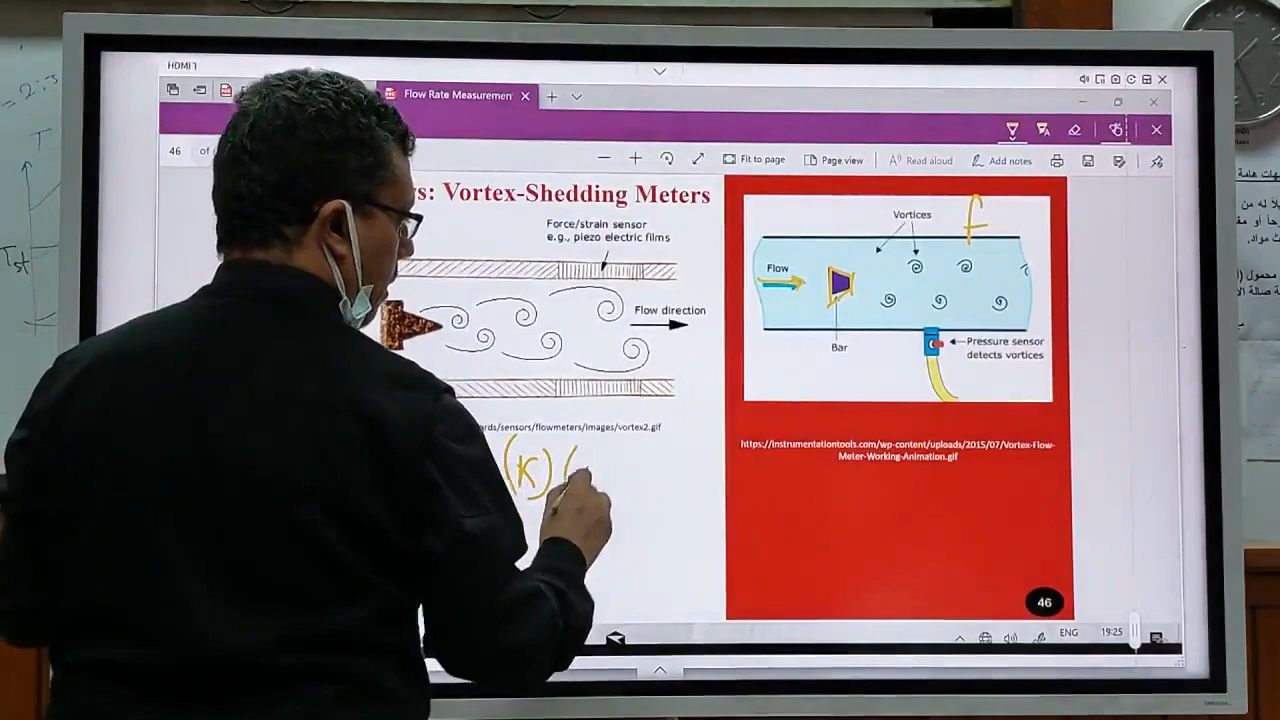 HDMI 1
Flow Rate Measuremen
46 of
Fit to page
Page view
Read aloud
Add notes
s: Vortex-Shedding Meters
Force/strain sensor
e.g., piezo electric films
Flow direction
ards/sensors/flowmeters/images/vortex2.gif
(K) (
f
Vortices
Flow
Bar
Pressure sensor
detects vortices
https://instrumentationtools.com/wp-content/uploads/2015/07/Vortex-Flow-
Meter-Working-Animation.gif
46
ENG 19:25
T
Tst